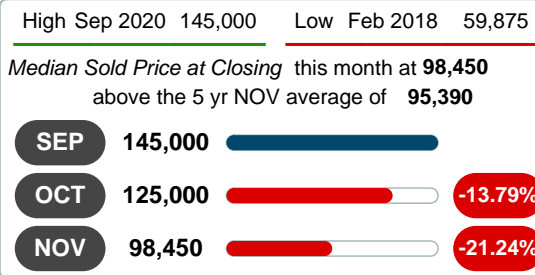 High Sep 2020 145,000 Low Feb 2018 59,875
Median Sold Price at Closing this month at 98,450
above the 5 yr NOV average of 95,390
SEP 145,000
OCT 125,000 -13.79%
NOV 98,450 -21.24%